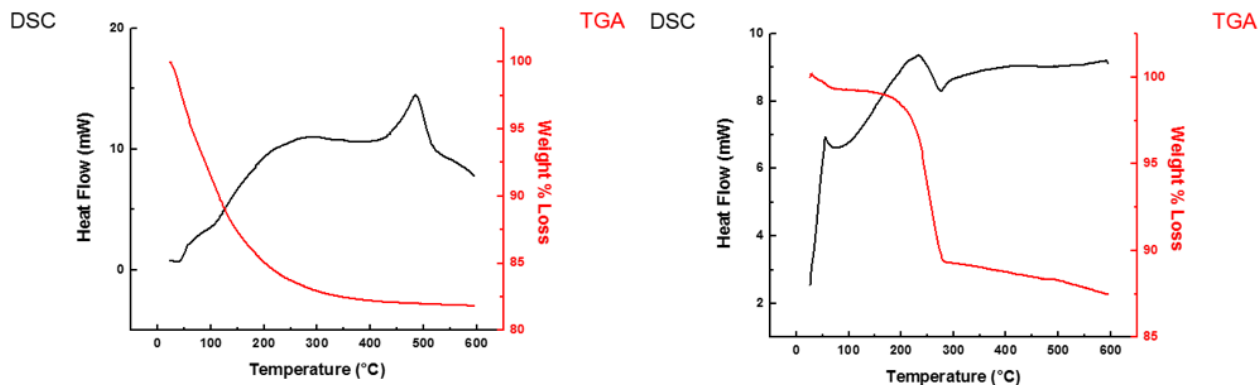 DSC
TGA
20
10
0
Heat Flow (mW)
100
95
90
85
80
Weight % Loss
0 100 200 300 400 500 600
Temperature (°C)
DSC
TGA
10
8
6
4
2
Heat Flow (mW)
100
95
90
85
Weight % Loss
0 100 200 300 400 500 600
Temperature (°C)